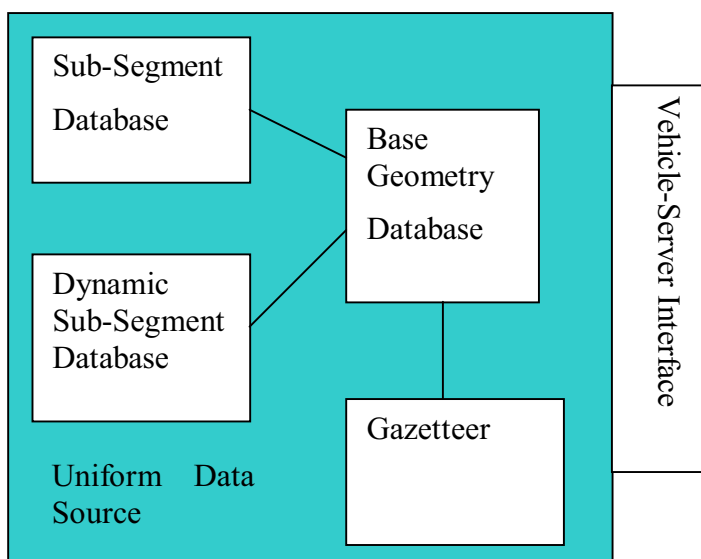 Sub-Segment
Database
Base
Geometry
Database
Dynamic
Sub-Segment
Database
Gazetteer
Uniform Data
Source
Vehicle-Server Interface